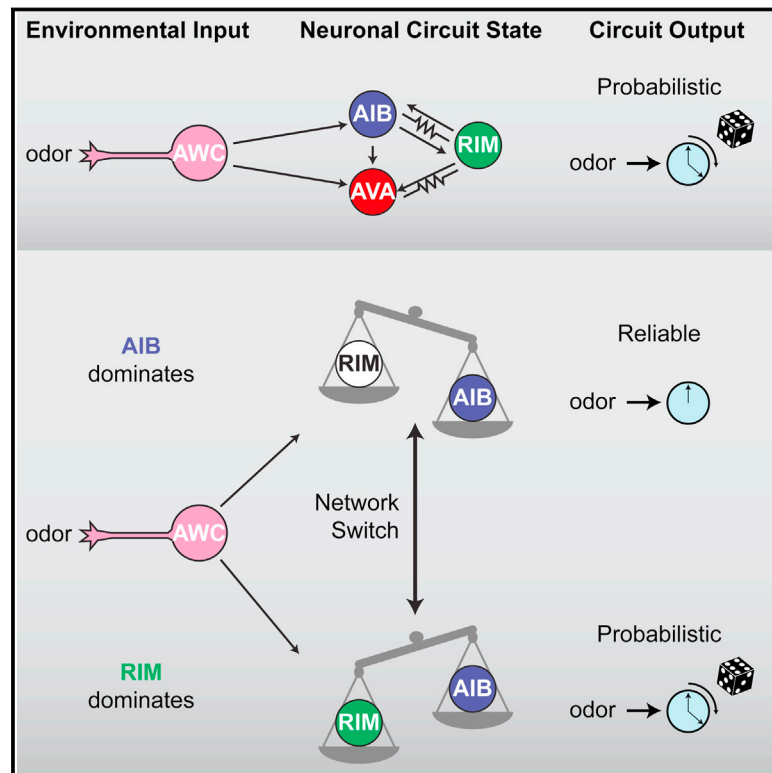 Environmental Input
Neuronal Circuit State
Circuit Output
Probabilistic
AIB
odor
AWC
RIM
odor
AVA
AIB
dominates
Reliable
RIM
AIB
odor
Network
Switch
odor
AWC
RIM
dominates
Probabilistic
AIB
RIM
odor